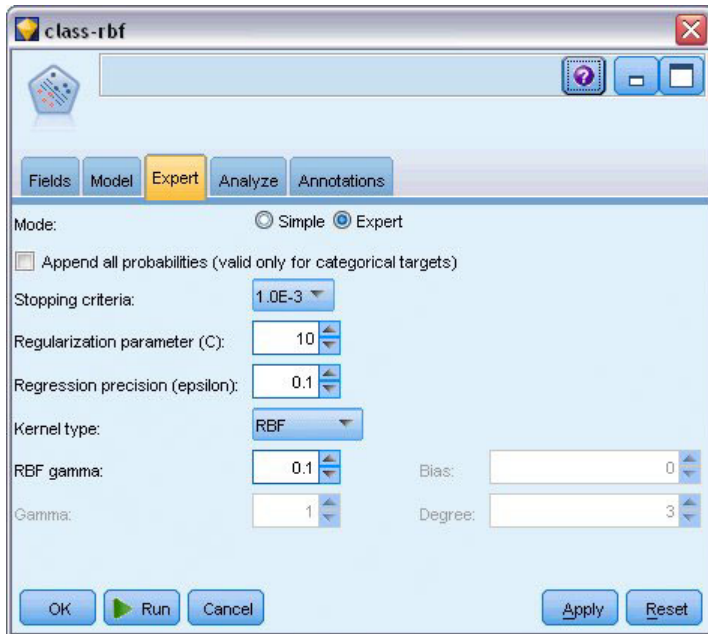 class-rbf
Fields Model Expert Analyze Annotations
Mode: Simple Expert
Append all probabilities (valid only for categorical targets)
Stopping criteria: 1.0E-3
Regularization parameter (C): 10
Regression precision (epsilon): 0.1
Kernel type: RBF
RBF gamma: 0.1 Bias: 0
Gamma: 1 Degree: 3
OK Run Cancel Apply Reset